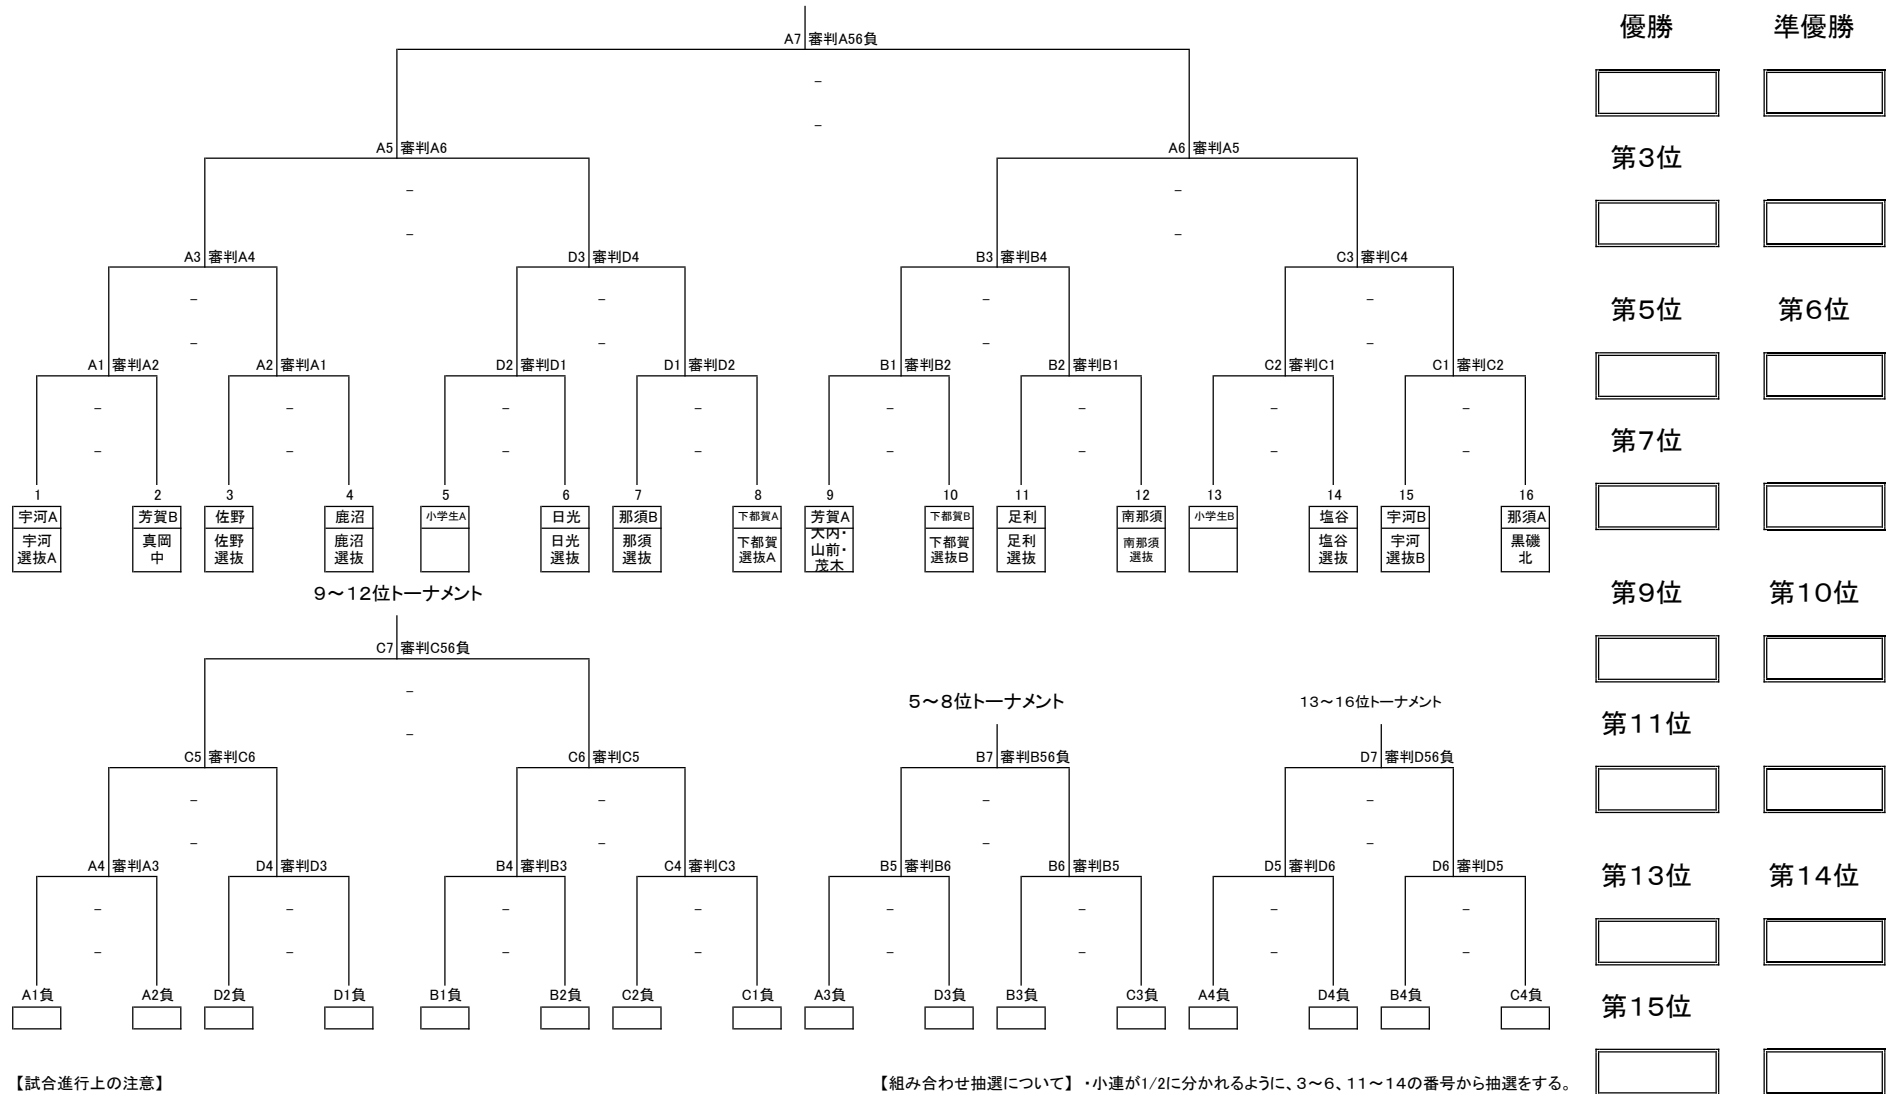 優勝 準優勝
A7 審判A56負
－
－
A5 審判A6 A6 審判A5
第3位
－ －
－ －
A3 審判A4 D3 審判D4 B3 審判B4 C3 審判C4
－ － － －
第5位 第6位
－ － － －
A1 審判A2 A2 審判A1 D2 審判D1 D1 審判D2 B1 審判B2 B2 審判B1 C2 審判C1 C1 審判C2
－ － － － － － － －
第7位
－ － － － － － － －
1 2 3 4 5 6 7 8 9 10 11 12 13 14 15 16
宇河A 芳賀B 佐野 鹿沼 小学生A 日光 那須B 下都賀A 芳賀A 下都賀B 足利 南那須 小学生B 塩谷 宇河B 那須A
宇河選抜A 真岡中 佐野選抜 鹿沼選抜 日光選抜 那須選抜 下都賀選抜A 大内・山前・茂木 下都賀選抜B 足利選抜 南那須選抜 塩谷選抜 宇河選抜B 黒磯北
9～12位トーナメント
第9位 第10位
C7 審判C56負
－
5～8位トーナメント 13～16位トーナメント
第11位
－
C5 審判C6 C6 審判C5 B7 審判B56負 D7 審判D56負
－ － － －
－ － － －
A4 審判A3 D4 審判D3 B4 審判B3 C4 審判C3 B5 審判B6 B6 審判B5 D5 審判D6 D6 審判D5
第13位 第14位
－ － － － － － － －
－ － － － － － － －
A1負 A2負 D2負 D1負 B1負 B2負 C2負 C1負 A3負 D3負 B3負 C3負 A4負 D4負 B4負 C4負
第15位
【試合進行上の注意】 【組み合わせ抽選について】 ・小連が1/2に分かれるように、3～6、11～14の番号から抽選をする。